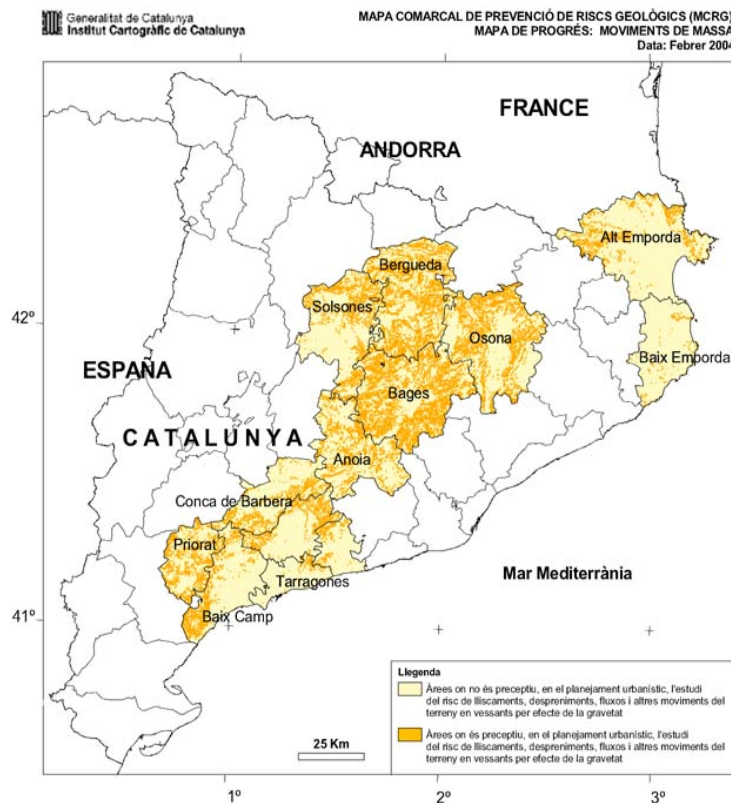 Generalitat de Catalunya
Institut Cartogràfic de Catalunya
MAPA COMARCAL DE PREVENCIÓ DE RISCS GEOLÒGICS (MCRG)
MAPA DE PROGRÉS: MOVIMENTS DE MASSA
Data: Febrer 2004
FRANCE
ANDORRA
Alt Emporda
Bergueda
Solsones
42º
Osona
Baix Emporda
ESPAÑA
Bages
CATALUNYA
Anoia
Conca de Barbera
Priorat
Mar Mediterrània
Tarragones
41º
Baix Camp
Llegenda
Àrees on no és preceptiu, en el planejament urbanístic, l'estudi
del risc de lliscaments, despreniments, fluxos i altres moviments del
terreny en vessants per efecte de la gravetat
Àrees on és preceptiu, en el planejament urbanístic, l'estudi
del risc de lliscaments, despreniments, fluxos i altres moviments del
terreny en vessants per efecte de la gravetat
25 Km
1º
2º
3º